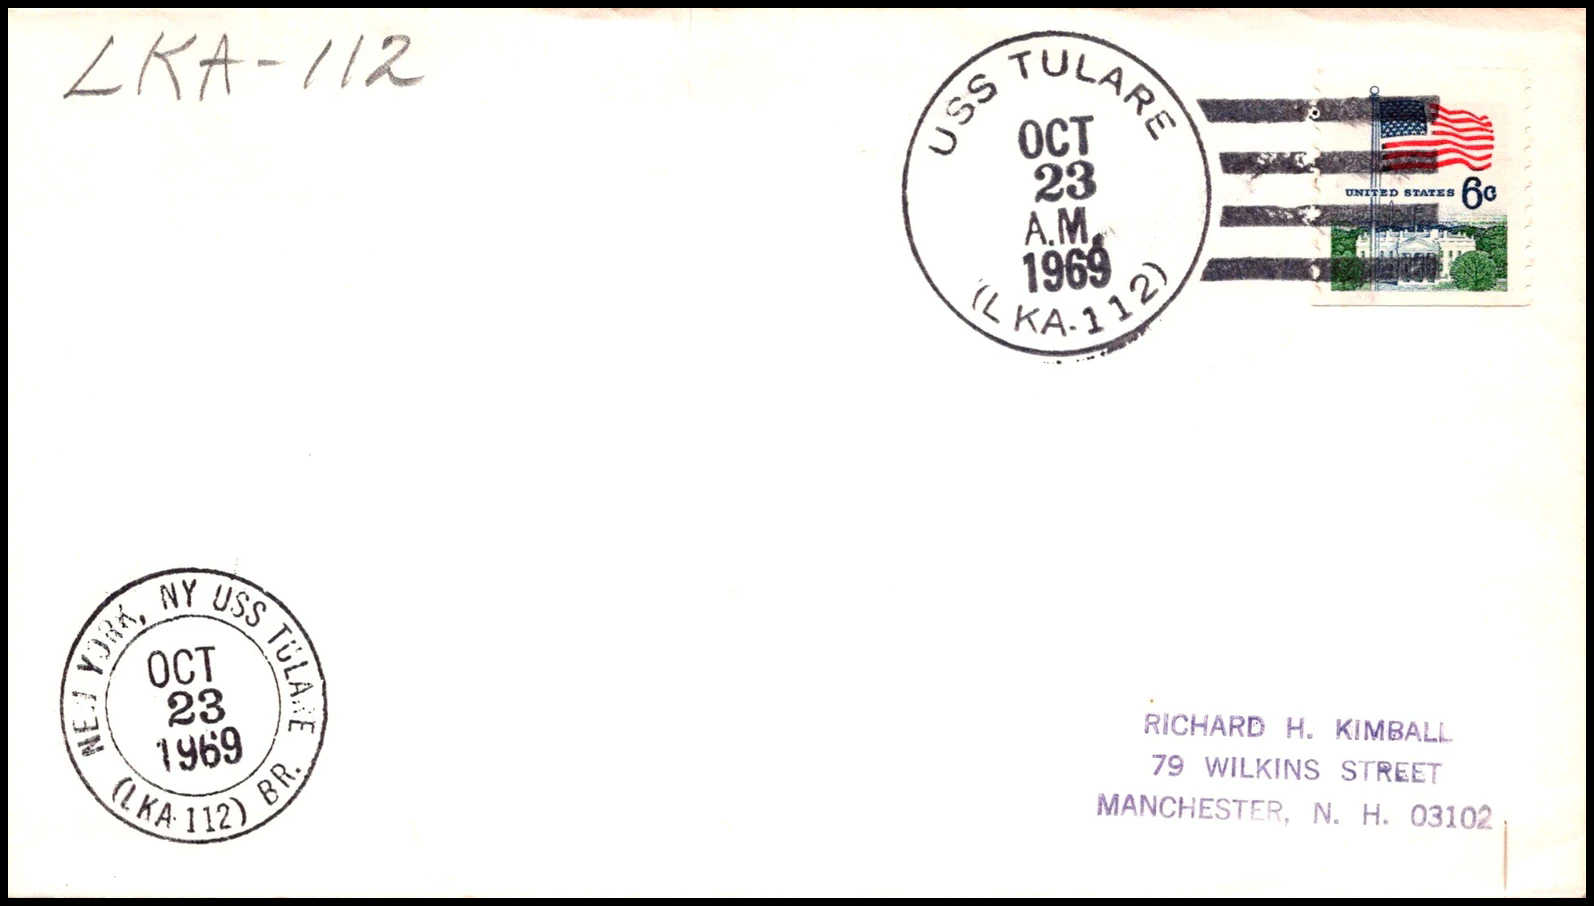 LKA-112
USS TULARE
OCT
23
A.M.
1969
(LKA-112)
UNITED STATES 6c
NEW YORK, NY USS TULARE
OCT
23
1969
(LKA-112) BR.
RICHARD H. KIMBALL
79 WILKINS STREET
MANCHESTER, N. H. 03102